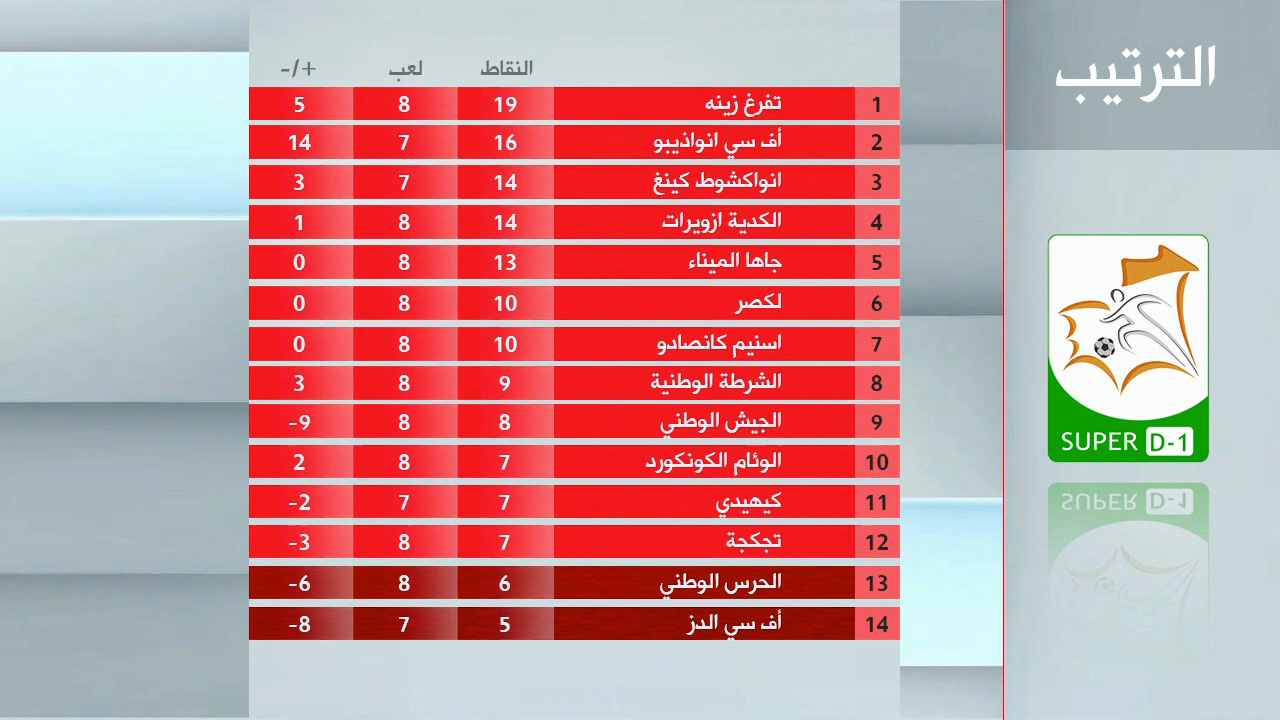 الترتيب
النقاط لعب +/-
1 تفرغ زينه 19 8 5
2 أف سي انواذيبو 16 7 14
3 انواكشوط كينغ 14 7 3
4 الكدية ازويرات 14 8 1
5 جاها الميناء 13 8 0
6 لكصر 10 8 0
7 اسنيم كانصادو 10 8 0
8 الشرطة الوطنية 9 8 3
9 الجيش الوطني 8 8 -9
10 الوئام الكونكورد 7 8 2
11 كيهيدي 7 7 -2
12 تجكجة 7 8 -3
13 الحرس الوطني 6 8 -6
14 أف سي الدز 5 7 -8
SUPER D-1